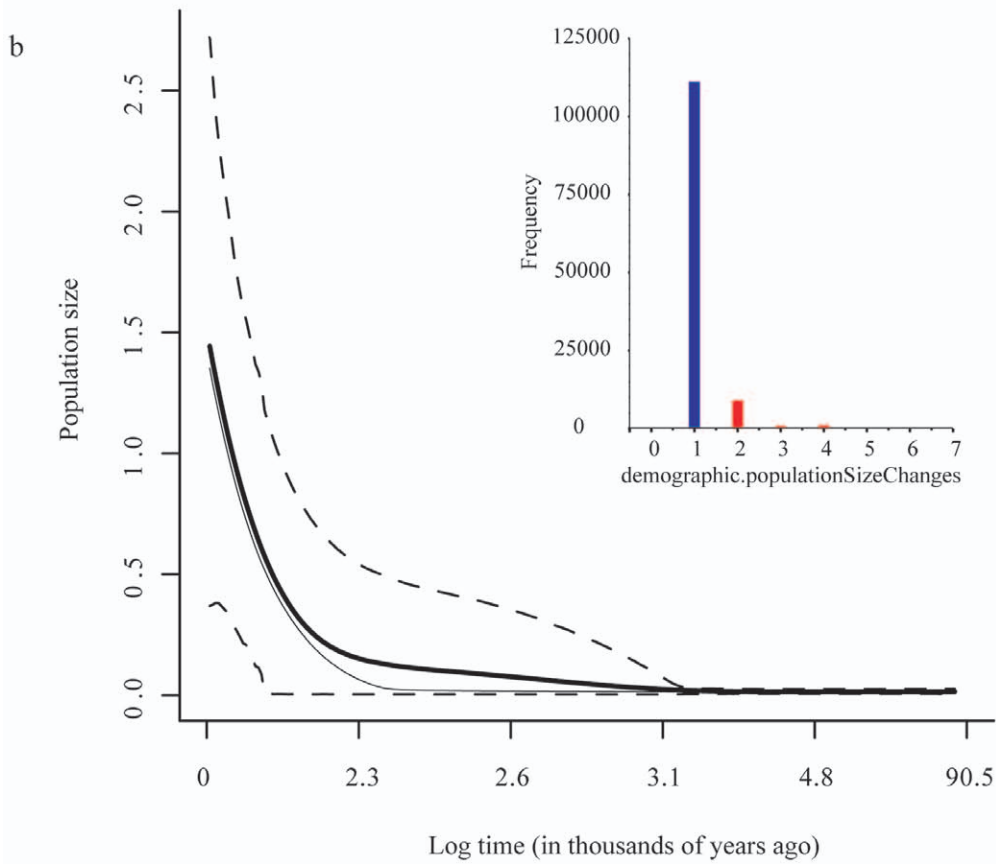 b
Population size
2.5
2.0
1.5
1.0
0.5
0.0
0 2.3 2.6 3.1 4.8 90.5
Log time (in thousands of years ago)
Frequency
125000
100000
75000
50000
25000
0
0 1 2 3 4 5 6 7
demographic.populationSizeChanges